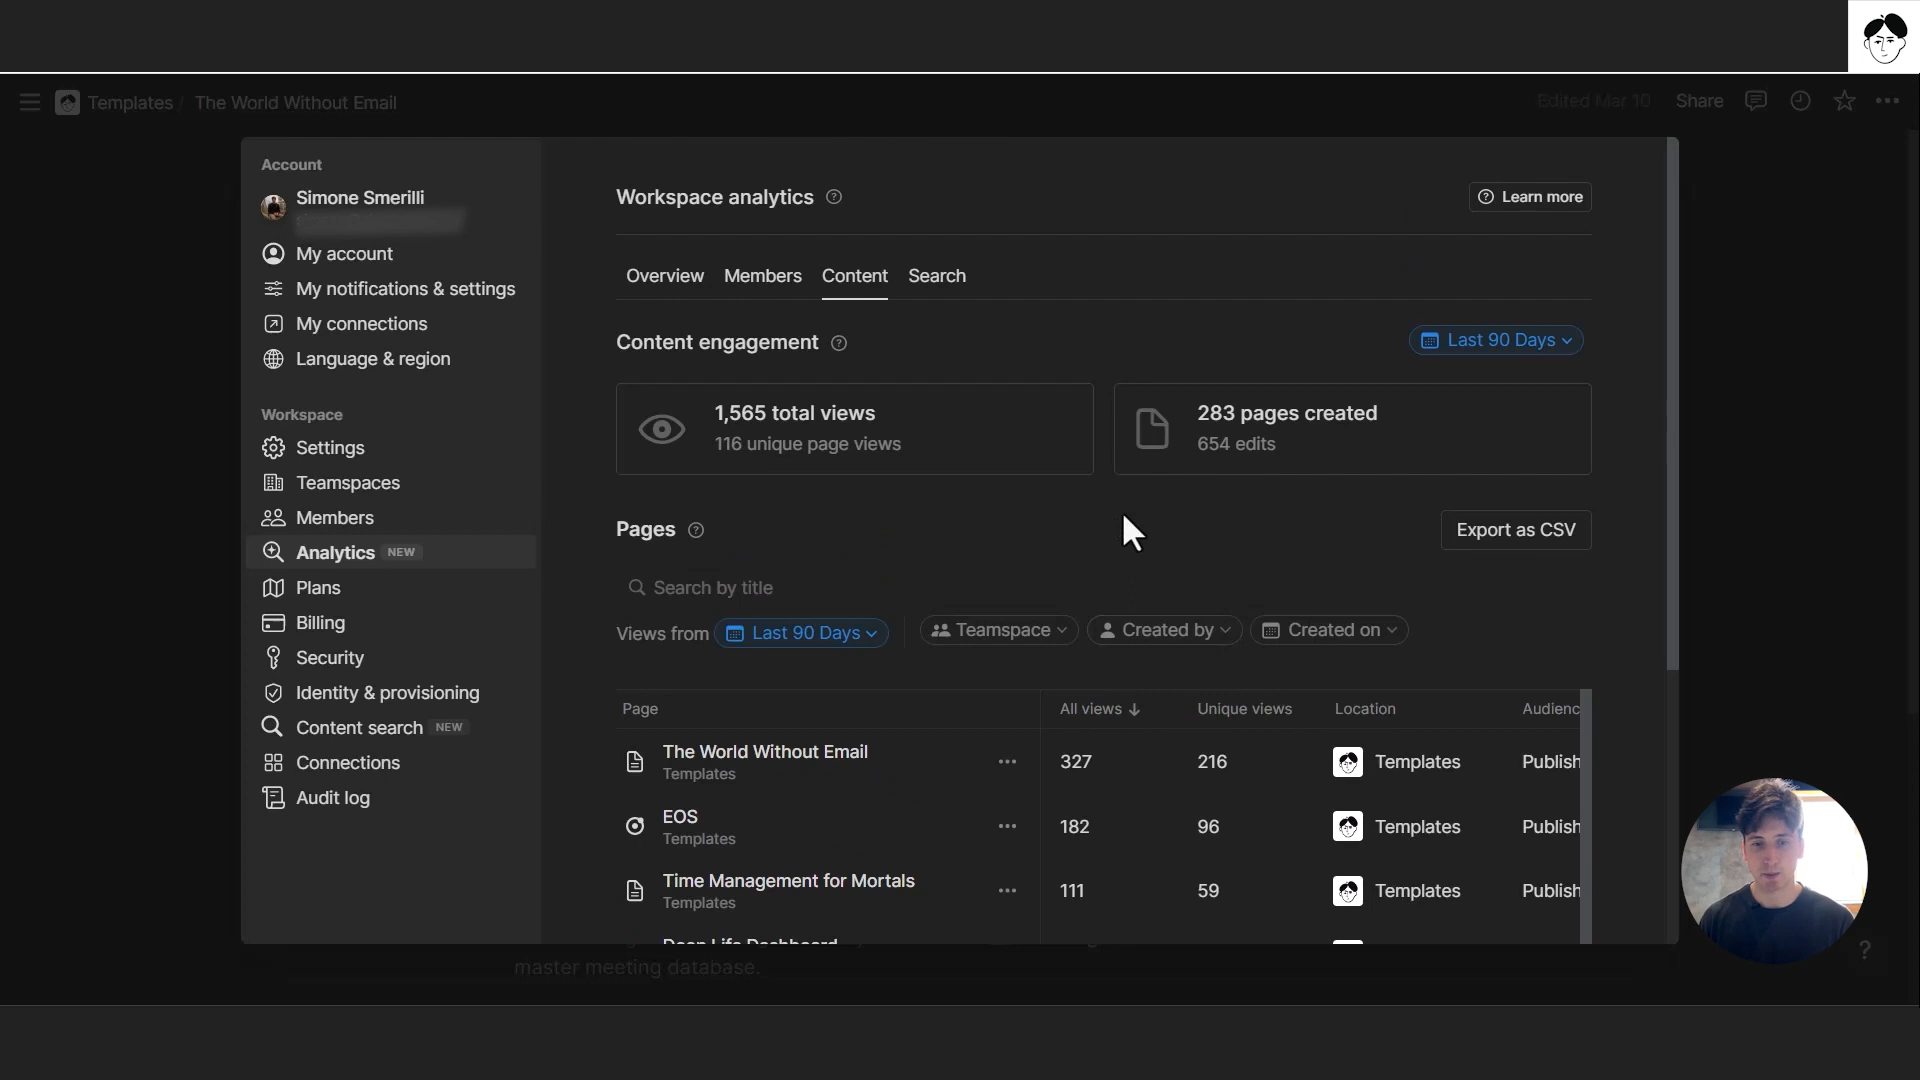 Templates / The World Without Email
Edited Mar 10
Share
Account
Simone Smerilli
My account
My notifications & settings
My connections
Language & region
Workspace
Settings
Teamspaces
Members
Analytics NEW
Plans
Billing
Security
Identity & provisioning
Content search NEW
Connections
Audit log
Workspace analytics
Learn more
Overview Members Content Search
Content engagement
Last 90 Days
1,565 total views
116 unique page views
283 pages created
654 edits
Pages
Export as CSV
Search by title
Views from Last 90 Days Teamspace Created by Created on
Page All views Unique views Location Audienc
The World Without Email
Templates
327 216 Templates Publish
EOS
Templates
182 96 Templates Publish
Time Management for Mortals
Templates
111 59 Templates Publish
Deep Life Dashboard
master meeting database.
?